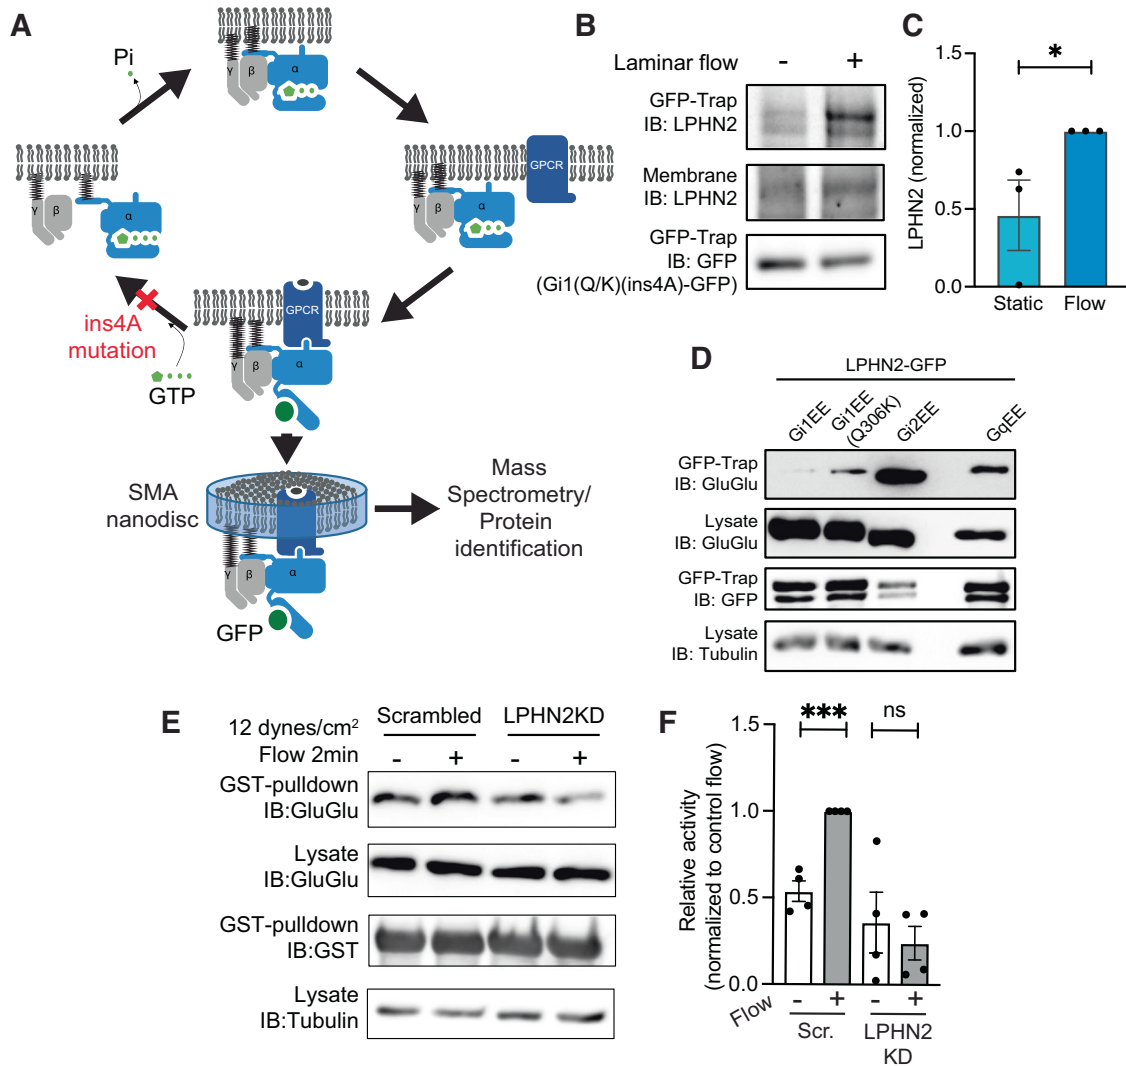 A
Pi
γ
β
α
γ
β
α
GPCR
γ
β
α
ins4A
mutation
GTP
GPCR
γ
β
α
SMA
nanodisc
GPCR
γ
β
α
GFP
Mass
Spectrometry/
Protein
identification
B
Laminar flow - +
GFP-Trap
IB: LPHN2
Membrane
IB: LPHN2
GFP-Trap
IB: GFP
(Gi1(Q/K)(ins4A)-GFP)
C
LPHN2 (normalized)
1.5
1.0
0.5
0.0
*
Static Flow
D
LPHN2-GFP
Gi1EE
Gi1EE
(Q306K)
Gi2EE
GqEE
GFP-Trap
IB: GluGlu
Lysate
IB: GluGlu
GFP-Trap
IB: GFP
Lysate
IB: Tubulin
E
12 dynes/cm²
Scrambled LPHN2KD
Flow 2min - + - +
GST-pulldown
IB:GluGlu
Lysate
IB:GluGlu
GST-pulldown
IB:GST
Lysate
IB:Tubulin
F
Relative activity
(normalized to control flow)
1.5
1.0
0.5
0.0
*** ns
Flow - + - +
Scr. LPHN2
KD